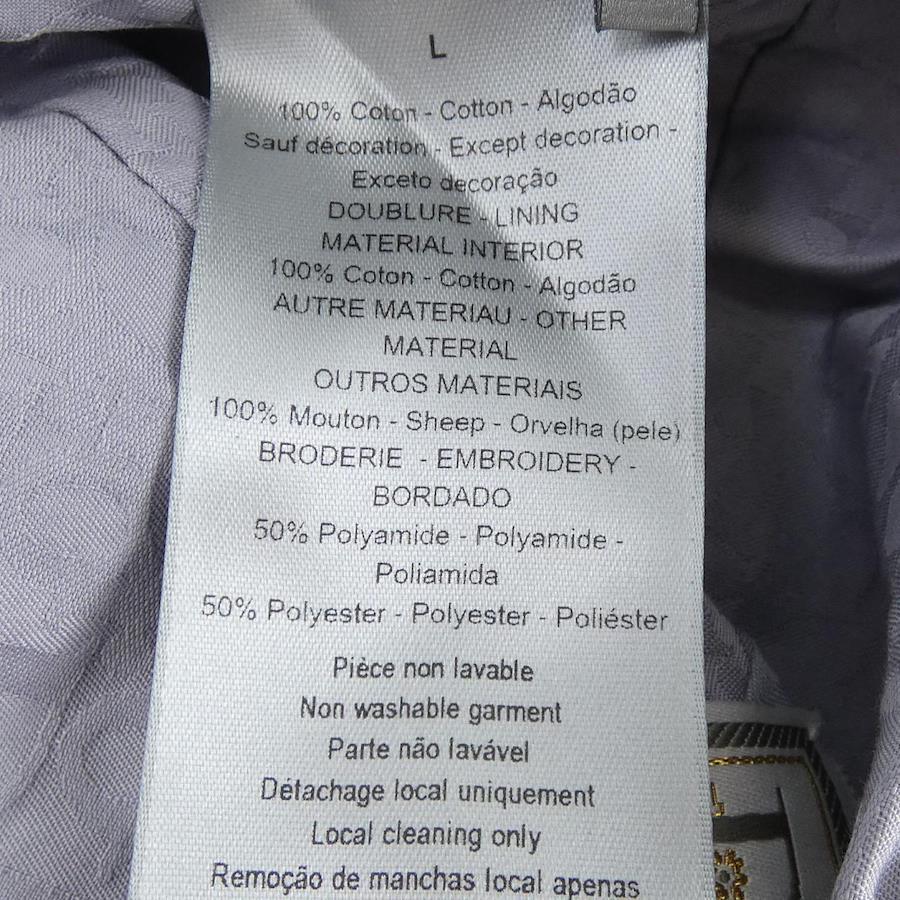 L
100% Coton - Cotton - Algodão
Sauf décoration - Except decoration -
Exceto decoração
DOUBLURE - LINING
MATERIAL INTERIOR
100% Coton - Cotton - Algodão
AUTRE MATERIAU - OTHER
MATERIAL
OUTROS MATERIAIS
100% Mouton - Sheep - Orvelha (pele)
BRODERIE - EMBROIDERY -
BORDADO
50% Polyamide - Polyamide -
Poliamida
50% Polyester - Polyester - Poliéster
Pièce non lavable
Non washable garment
Parte não lavável
Détachage local uniquement
Local cleaning only
Remoção de manchas local apenas